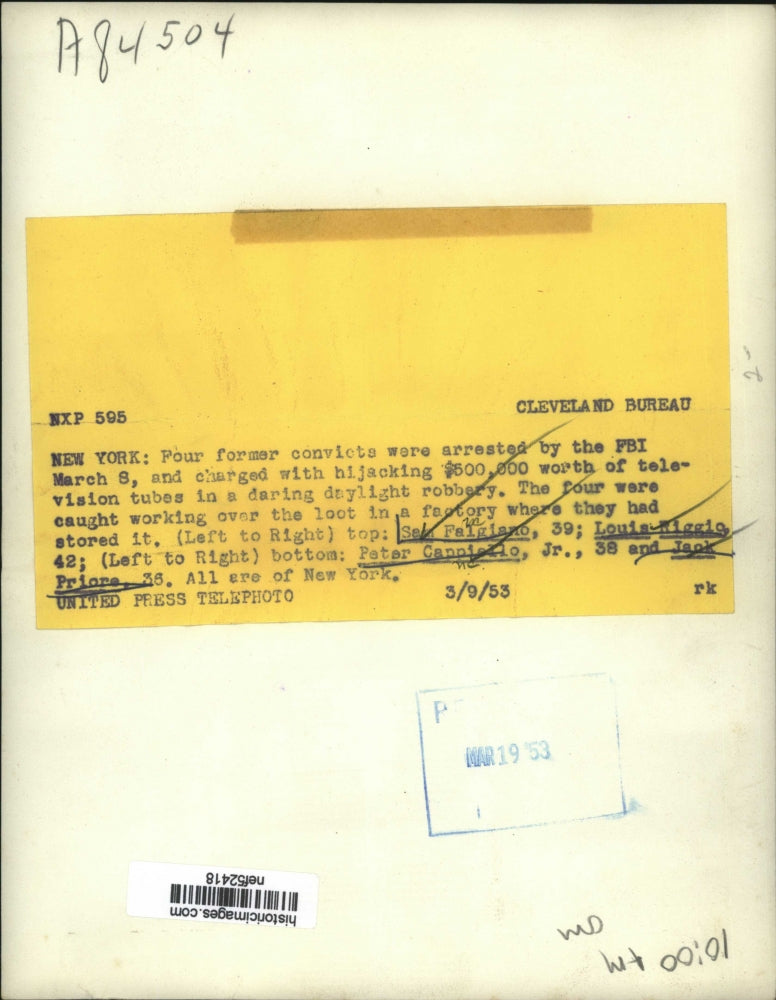 A84504
NXP 595
CLEVELAND BUREAU
NEW YORK: Four former convicts were arrested by the FBI
March 8, and charged with hijacking $500,000 worth of tele-
vision tubes in a daring daylight robbery. The four were
caught working over the loot in a factory where they had
stored it. (Left to Right) top: Sam Falgiano, 39; Louis Riggio,
42; (Left to Right) bottom: Peter Cappiello, Jr., 38 and Jack
Priore, 36. All are of New York.
UNITED PRESS TELEPHOTO 3/9/53 rk
MAR 19 '53
historicimages.com
nef52418
10:00